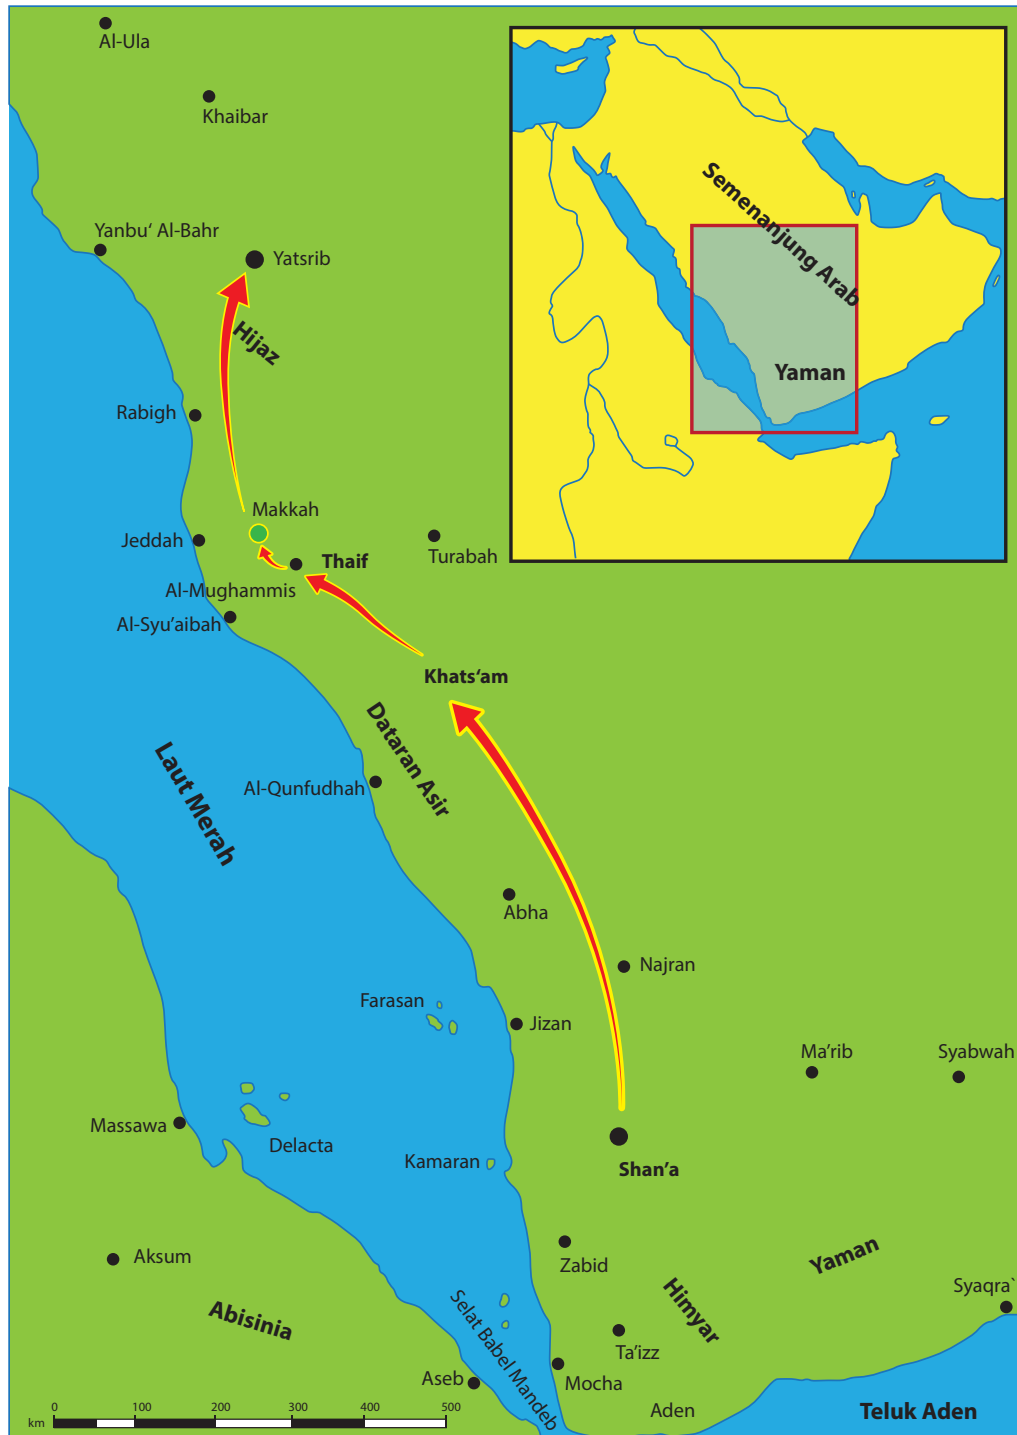 Al-Ula
Khaibar
Semenanjung Arab
Yanbu‘ Al-Bahr
Yatsrib
Hijaz
Yaman
Rabigh
Makkah
Jeddah
Thaif
Turabah
Al-Mughammis
Al-Syu'aibah
Khats‘am
Dataran Asir
Laut Merah
Al-Qunfudhah
Abha
Najran
Farasan
Jizan
Ma'rib
Syabwah
Massawa
Delacta
Kamaran
Shan’a
Aksum
Zabid
Yaman
Himyar
Syaqra`
Abisinia
Selat Babel Mandeb
Ta'izz
Aseb
Mocha
Aden
Teluk Aden
0 100 200 300 400 500
km